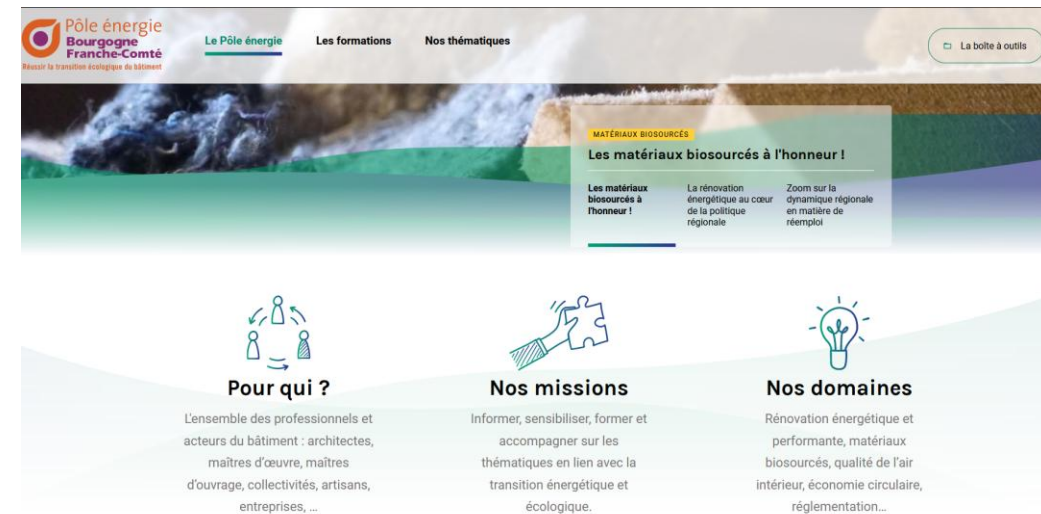 Pôle énergie
Bourgogne
Franche-Comté
Réussir la transition écologique du bâtiment
Le Pôle énergie
Les formations
Nos thématiques
La boîte à outils
MATÉRIAUX BIOSOURCÉS
Les matériaux biosourcés à l'honneur !
Les matériaux
biosourcés à
l'honneur !
La rénovation
énergétique au cœur
de la politique
régionale
Zoom sur la
dynamique régionale
en matière de
réemploi
Pour qui ?
L'ensemble des professionnels et
acteurs du bâtiment : architectes,
maîtres d'œuvre, maîtres
d'ouvrage, collectivités, artisans,
entreprises, ...
Nos missions
Informer, sensibiliser, former et
accompagner sur les
thématiques en lien avec la
transition énergétique et
écologique.
Nos domaines
Rénovation énergétique et
performante, matériaux
biosourcés, qualité de l'air
intérieur, économie circulaire,
réglementation...